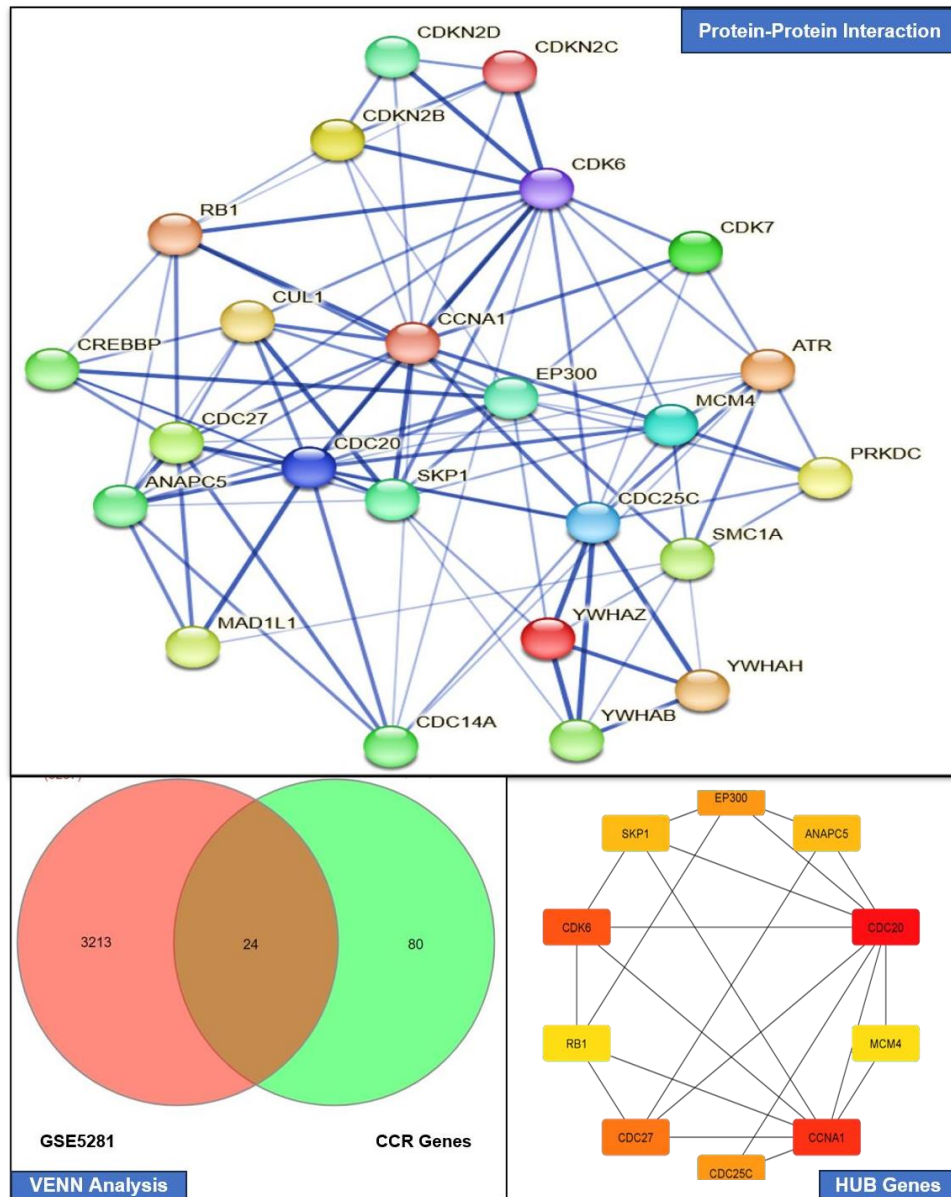 Protein-Protein Interaction
CDKN2D
CDKN2C
CDKN2B
CDK6
RB1
CDK7
CUL1
CCNA1
CREBBP
ATR
EP300
MCM4
CDC27
CDC20
PRKDC
ANAPC5
SKP1
CDC25C
SMC1A
YWHAZ
MAD1L1
YWHAH
YWHAB
CDC14A
3213
24
80
GSE5281
CCR Genes
VENN Analysis
EP300
SKP1
ANAPC5
CDK6
CDC20
RB1
MCM4
CDC27
CCNA1
CDC25C
HUB Genes